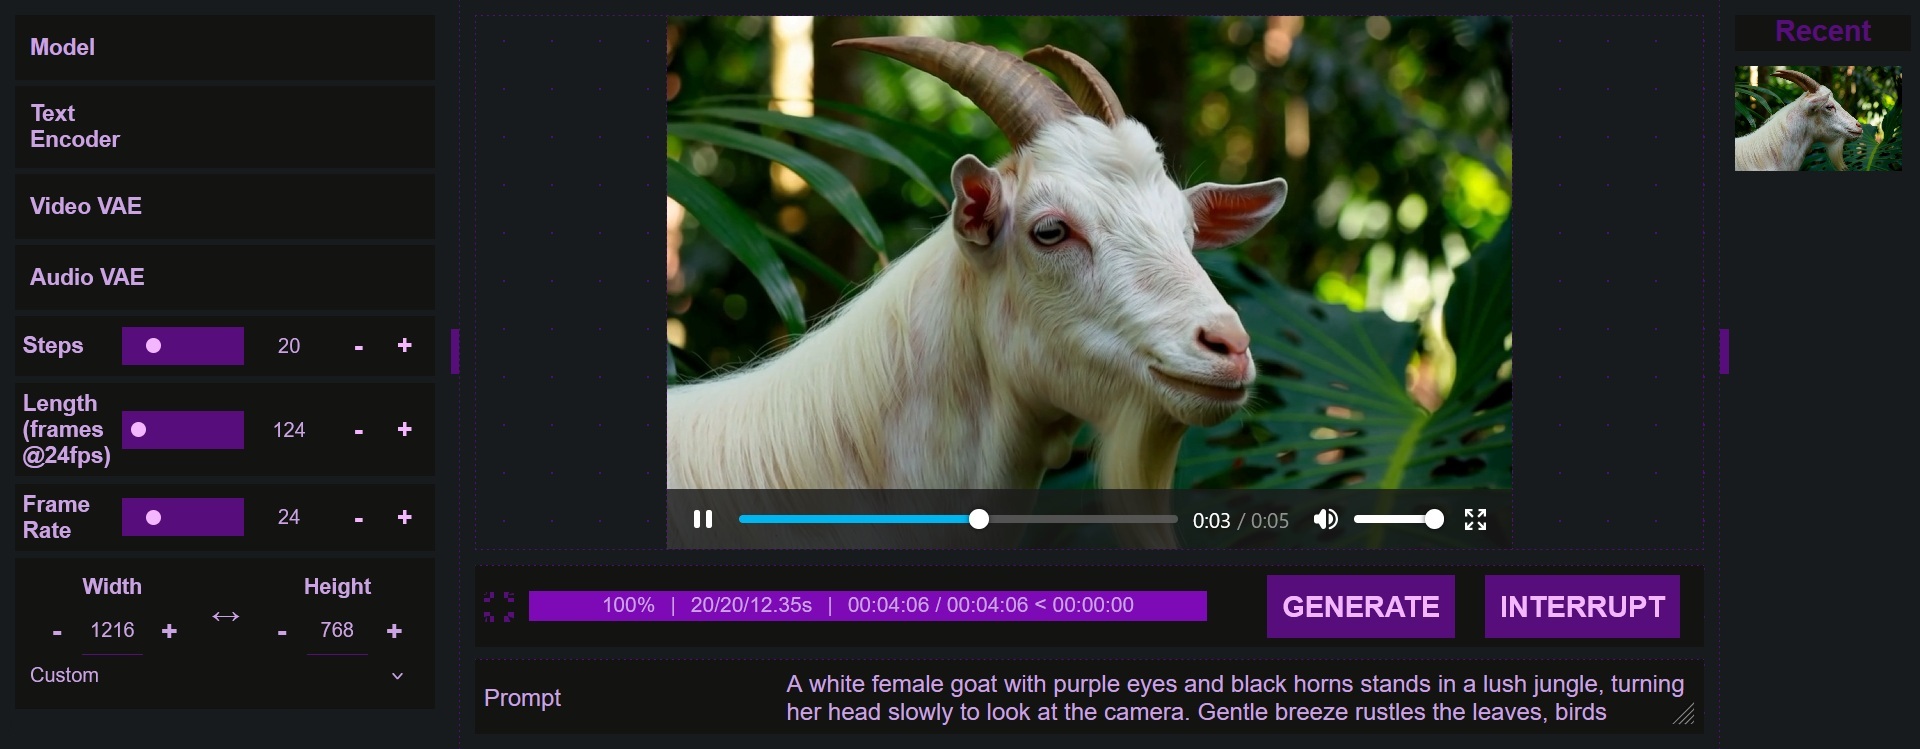 Model
Text
Encoder
Video VAE
Audio VAE
Steps
20
-
+
Length
(frames
@24fps)
124
-
+
Frame
Rate
24
-
+
Width
Height
-
1216
+
↔
-
768
+
Custom
0:03 / 0:05
100% | 20/20/12.35s | 00:04:06 / 00:04:06 < 00:00:00
GENERATE
INTERRUPT
Prompt
A white female goat with purple eyes and black horns stands in a lush jungle, turning
her head slowly to look at the camera. Gentle breeze rustles the leaves, birds
Recent